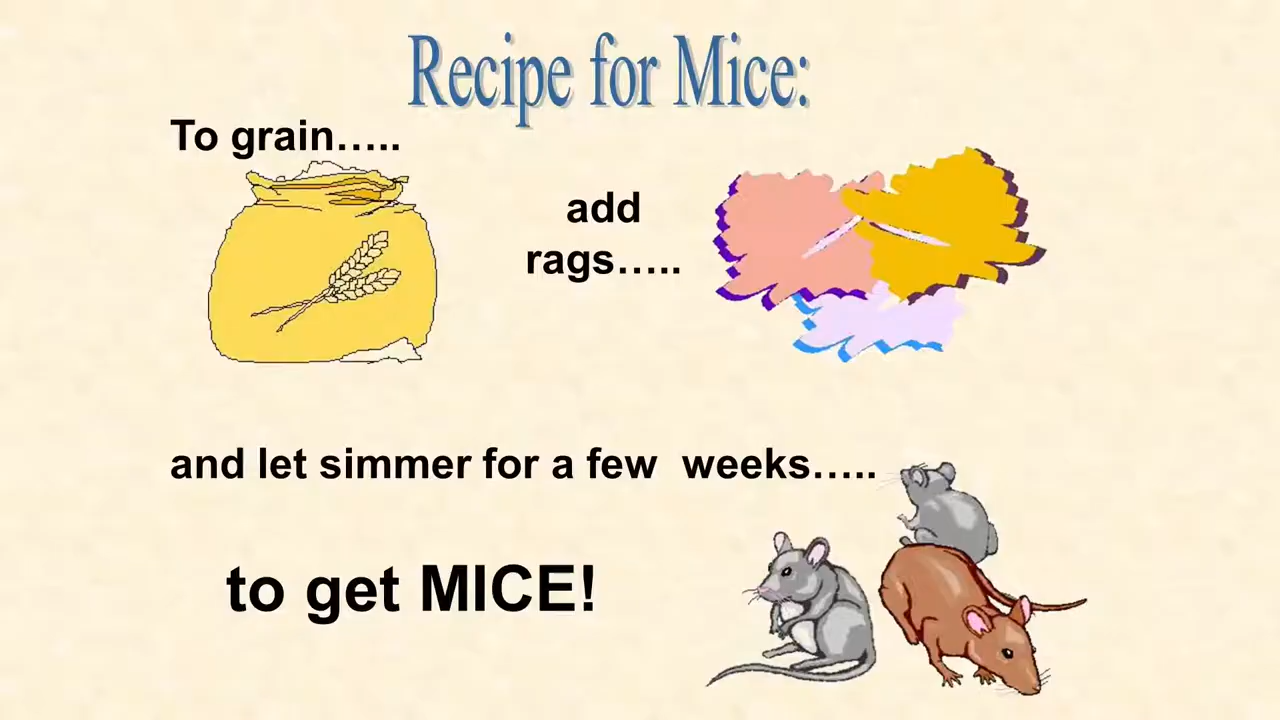 Recipe for Mice:
To grain…..
add
rags…..
and let simmer for a few  weeks…..
to get MICE!